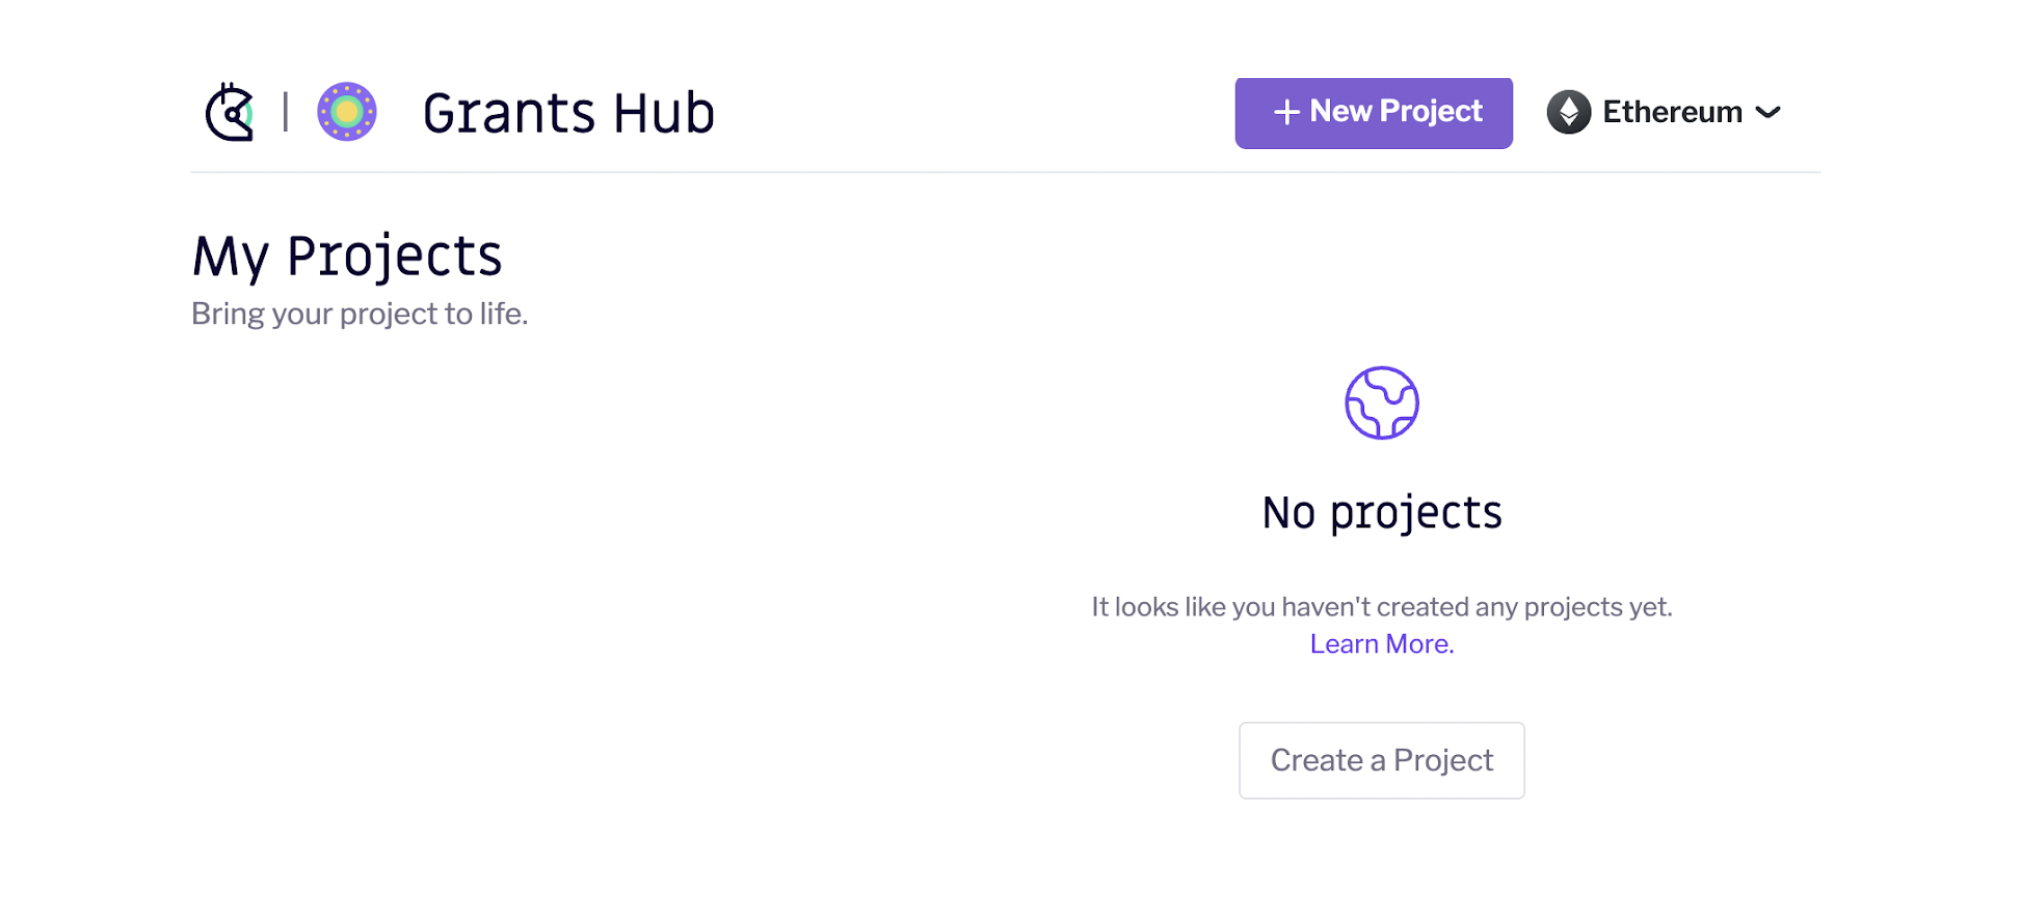 Grants Hub
+ New Project
Ethereum
My Projects
Bring your project to life.
No projects
It looks like you haven't created any projects yet.
Learn More.
Create a Project